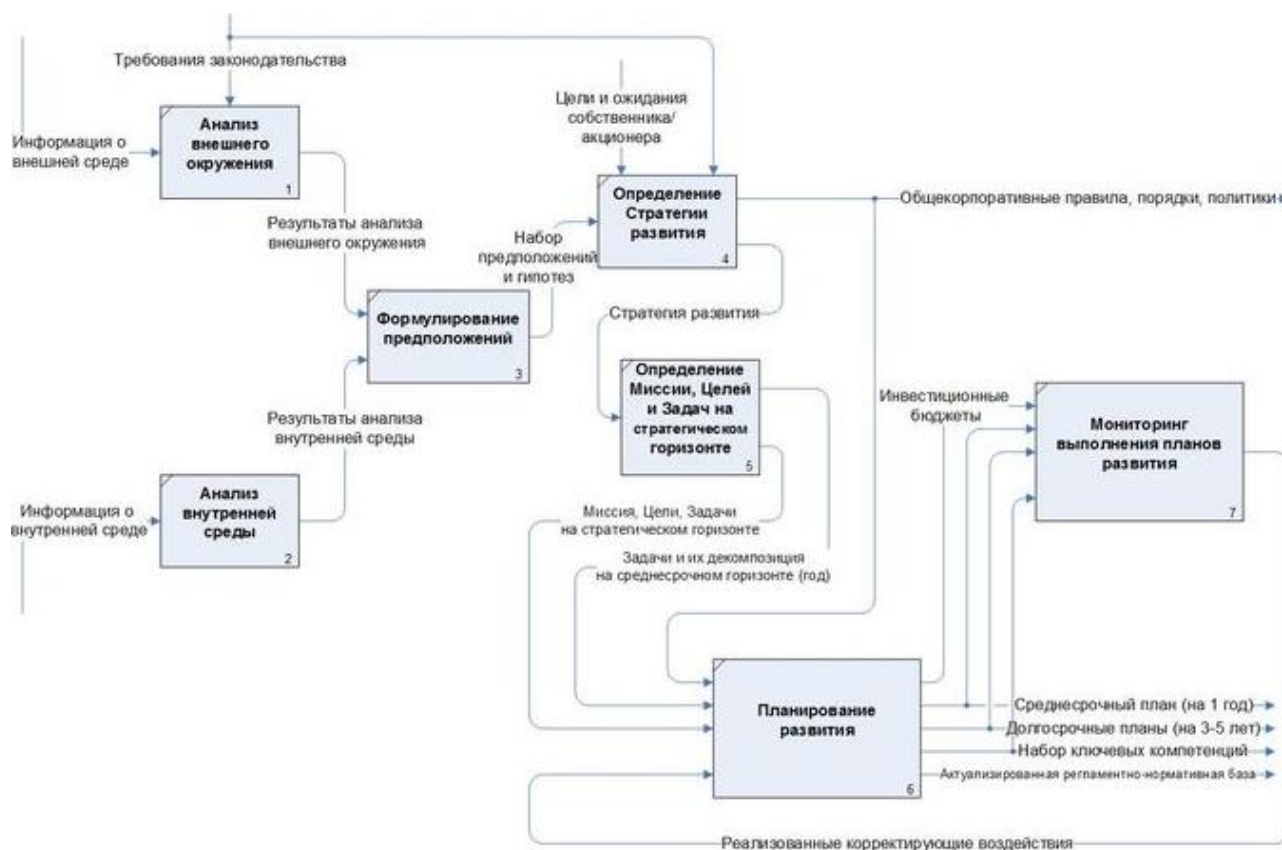 Требования законодательства
Цели и ожидания
собственника/
акционера
Информация о
внешней среде
Анализ
внешнего
окружения
1
Определение
Стратегии
развития
4
Общекорпоративные правила, порядки, политики
Результаты анализа
внешнего окружения
Набор
предположений
и гипотез
Формулирование
предположений
3
Стратегия развития
Определение
Миссии, Целей
и Задач на
стратегическом
горизонте
5
Инвестиционные
бюджеты
Мониторинг
выполнения планов
развития
7
Результаты анализа
внутренней среды
Информация о
внутренней среде
Анализ
внутренней
среды
2
Миссия, Цели, Задачи
на стратегическом горизонте
Задачи и их декомпозиция
на среднесрочном горизонте (год)
Планирование
развития
6
Среднесрочный план (на 1 год)
Долгосрочные планы (на 3-5 лет)
Набор ключевых компетенций
Актуализированная регламентно-нормативная база
Реализованные корректирующие воздействия